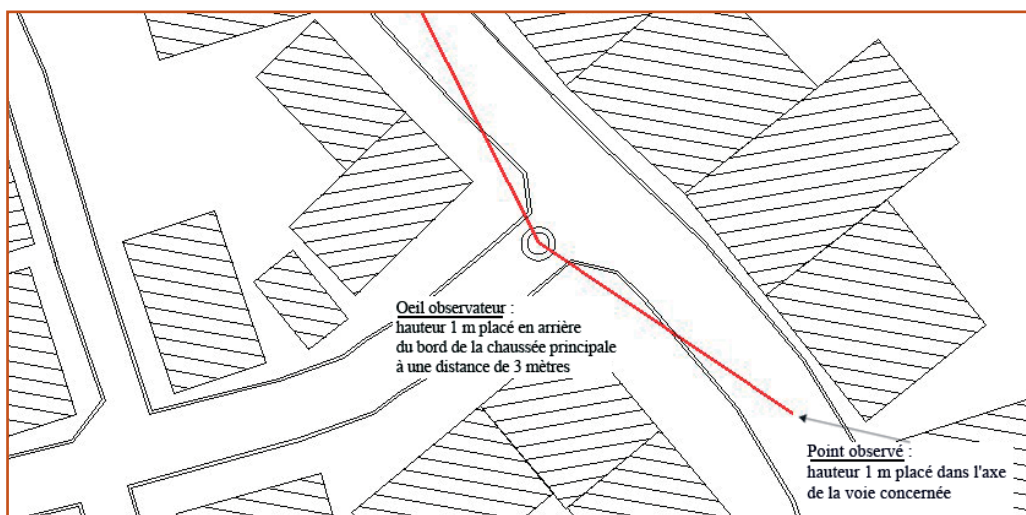 Oeil observateur :
hauteur 1 m placé en arrière
du bord de la chaussée principale
à une distance de 3 mètres
Point observé :
hauteur 1 m placé dans l'axe
de la voie concernée